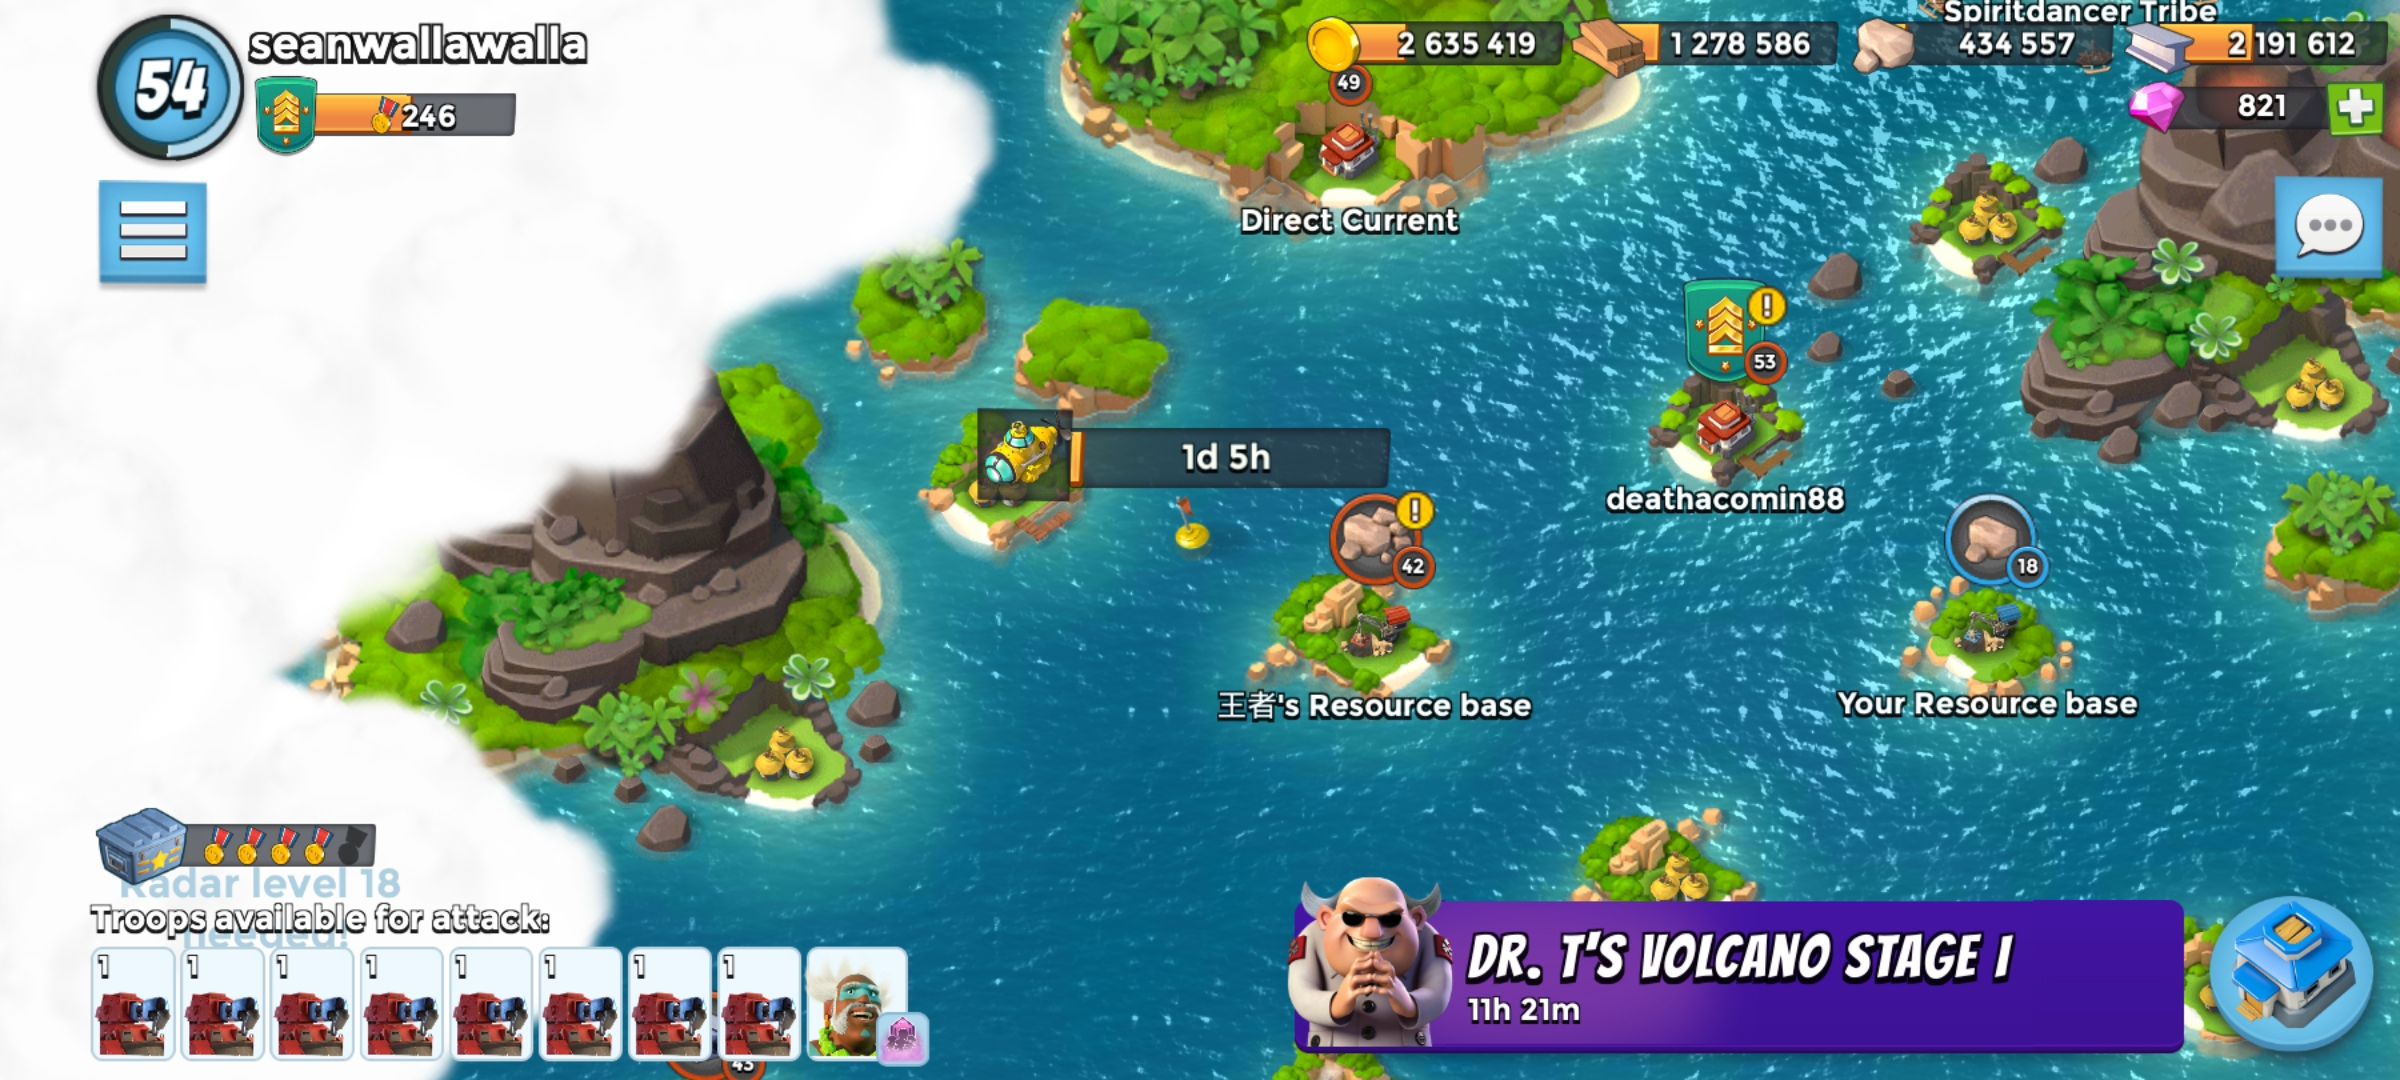 Spiritdancer Tribe
54
seanwallawalla
246
2 635 419
1 278 586
434 557
2 191 612
821
49
Direct Current
53
deathacomin88
1d 5h
42
王者's Resource base
18
Your Resource base
Radar level 18
needed!
Troops available for attack:
1 1 1 1 1 1 1 1
43
DR. T'S VOLCANO STAGE I
11h 21m